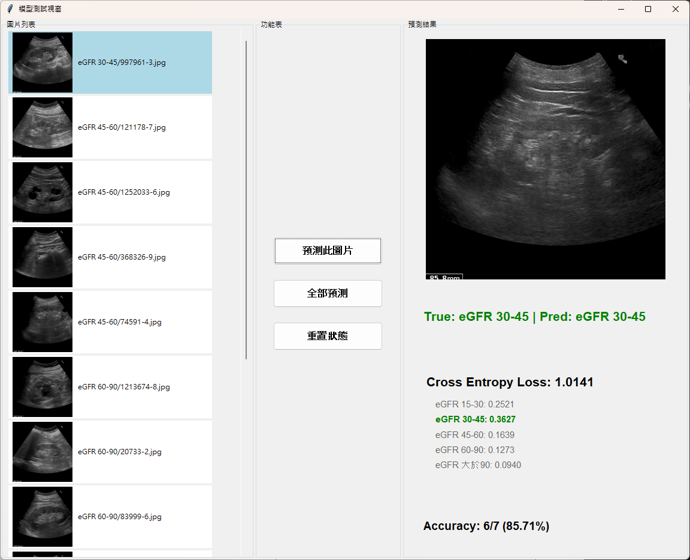 模型測試視窗
圖片列表
eGFR 30-45/997961-3.jpg
eGFR 45-60/121178-7.jpg
eGFR 45-60/1252033-6.jpg
eGFR 45-60/368326-9.jpg
eGFR 45-60/74591-4.jpg
eGFR 60-90/1213674-8.jpg
eGFR 60-90/20733-2.jpg
eGFR 60-90/83999-6.jpg
功能表
預測此圖片
全部預測
重置狀態
預測結果
85.8mm
True: eGFR 30-45 | Pred: eGFR 30-45
Cross Entropy Loss: 1.0141
eGFR 15-30: 0.2521
eGFR 30-45: 0.3627
eGFR 45-60: 0.1639
eGFR 60-90: 0.1273
eGFR 大於90: 0.0940
Accuracy: 6/7 (85.71%)